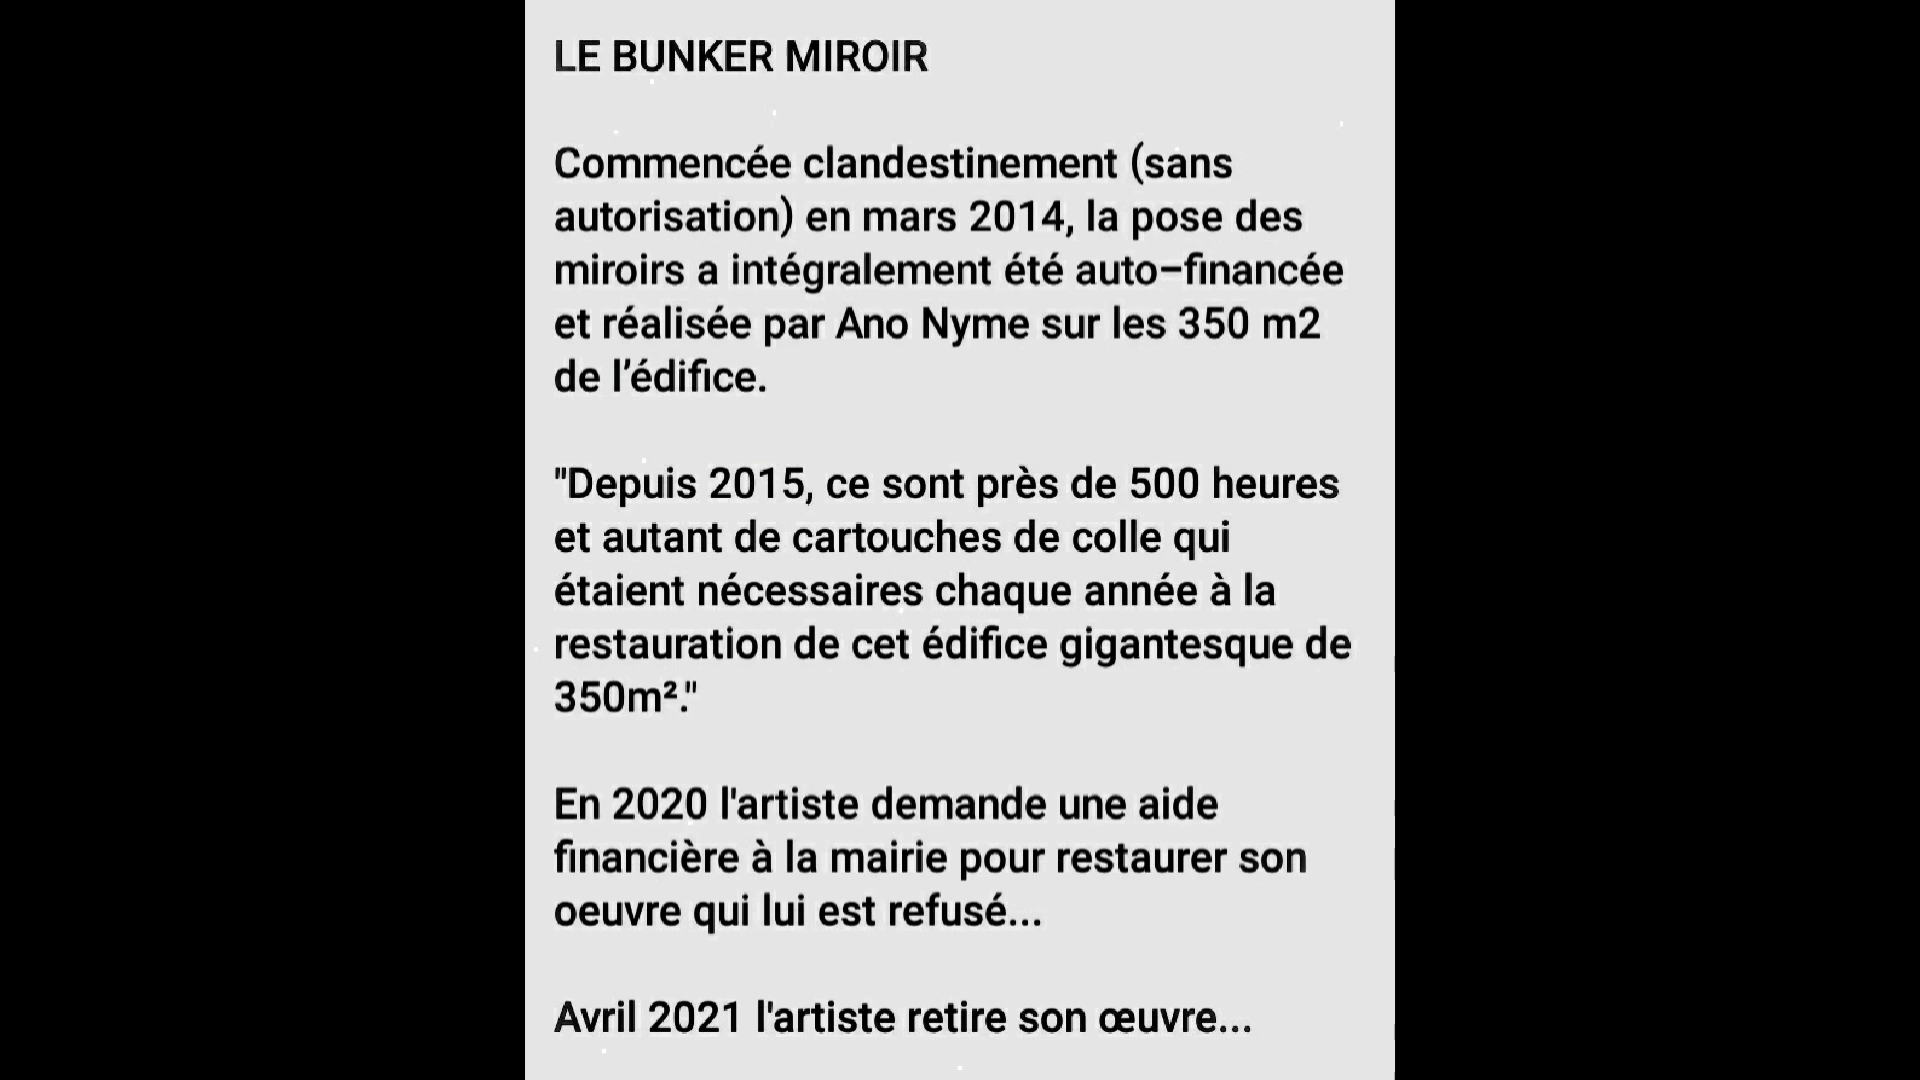 LE BUNKER MIROIR
Commencée clandestinement (sans
autorisation) en mars 2014, la pose des
miroirs a intégralement été auto–financée
et réalisée par Ano Nyme sur les 350 m2
de l’édifice.
"Depuis 2015, ce sont près de 500 heures
et autant de cartouches de colle qui
étaient nécessaires chaque année à la
restauration de cet édifice gigantesque de
350m²."
En 2020 l'artiste demande une aide
financière à la mairie pour restaurer son
oeuvre qui lui est refusé...
Avril 2021 l'artiste retire son œuvre...